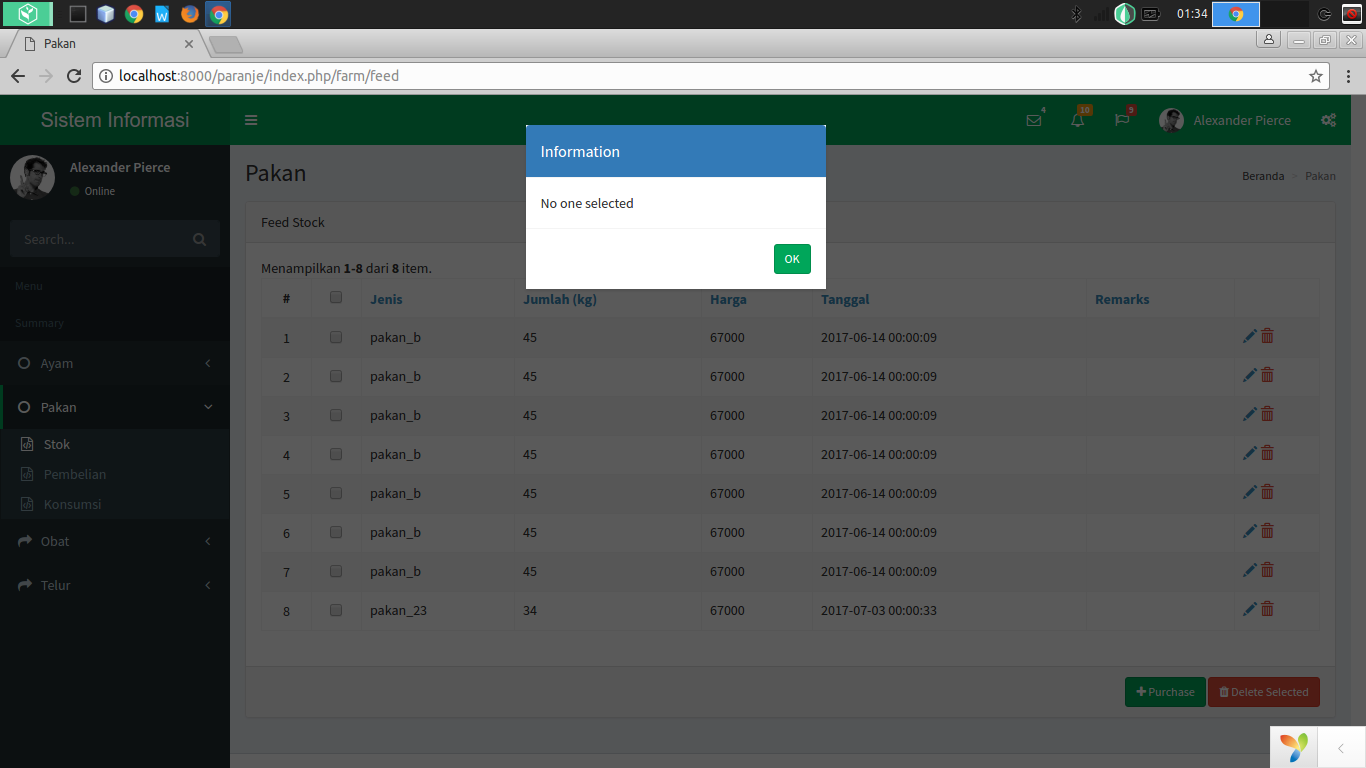 01:34
Pakan
localhost:8000/paranje/index.php/farm/feed
Sistem Informasi
4
10
9
Alexander Pierce
Alexander Pierce
Online
Search...
Menu
Summary
Ayam
Pakan
Stok
Pembelian
Konsumsi
Obat
Telur
Pakan
Beranda
Pakan
Feed Stock
Information
No one selected
OK
Menampilkan 1-8 dari 8 item.
# Jenis Jumlah (kg) Harga Tanggal Remarks
1 pakan_b 45 67000 2017-06-14 00:00:09
2 pakan_b 45 67000 2017-06-14 00:00:09
3 pakan_b 45 67000 2017-06-14 00:00:09
4 pakan_b 45 67000 2017-06-14 00:00:09
5 pakan_b 45 67000 2017-06-14 00:00:09
6 pakan_b 45 67000 2017-06-14 00:00:09
7 pakan_b 45 67000 2017-06-14 00:00:09
8 pakan_23 34 67000 2017-07-03 00:00:33
Purchase
Delete Selected